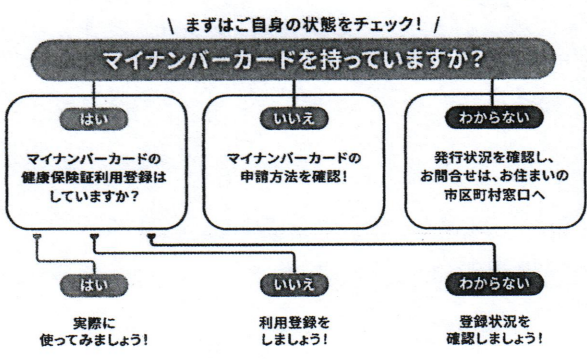 \ まずはご自身の状態をチェック! /
マイナンバーカードを持っていますか?
はい
マイナンバーカードの
健康保険証利用登録は
していますか?
いいえ
マイナンバーカードの
申請方法を確認!
わからない
発行状況を確認し、
お問合せは、お住まいの
市区町村窓口へ
はい
実際に
使ってみましょう!
いいえ
利用登録を
しましょう!
わからない
登録状況を
確認しましょう!